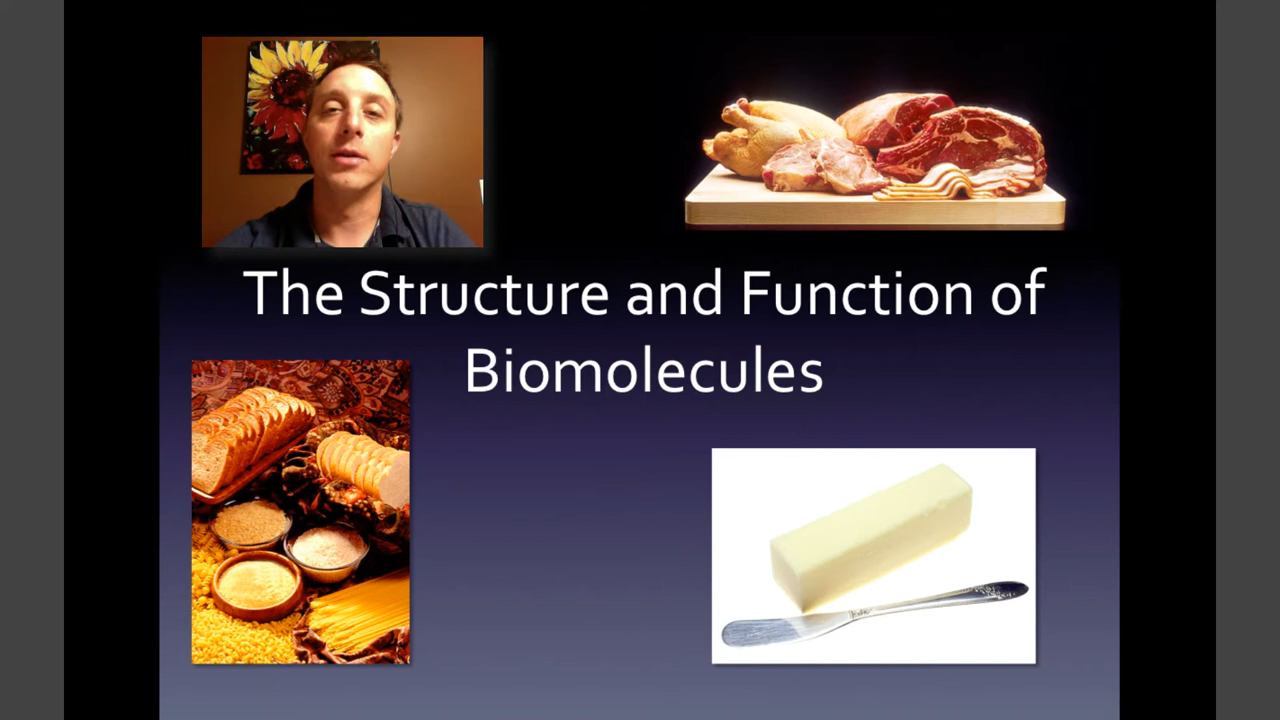 The Structure and Function of
Biomolecules